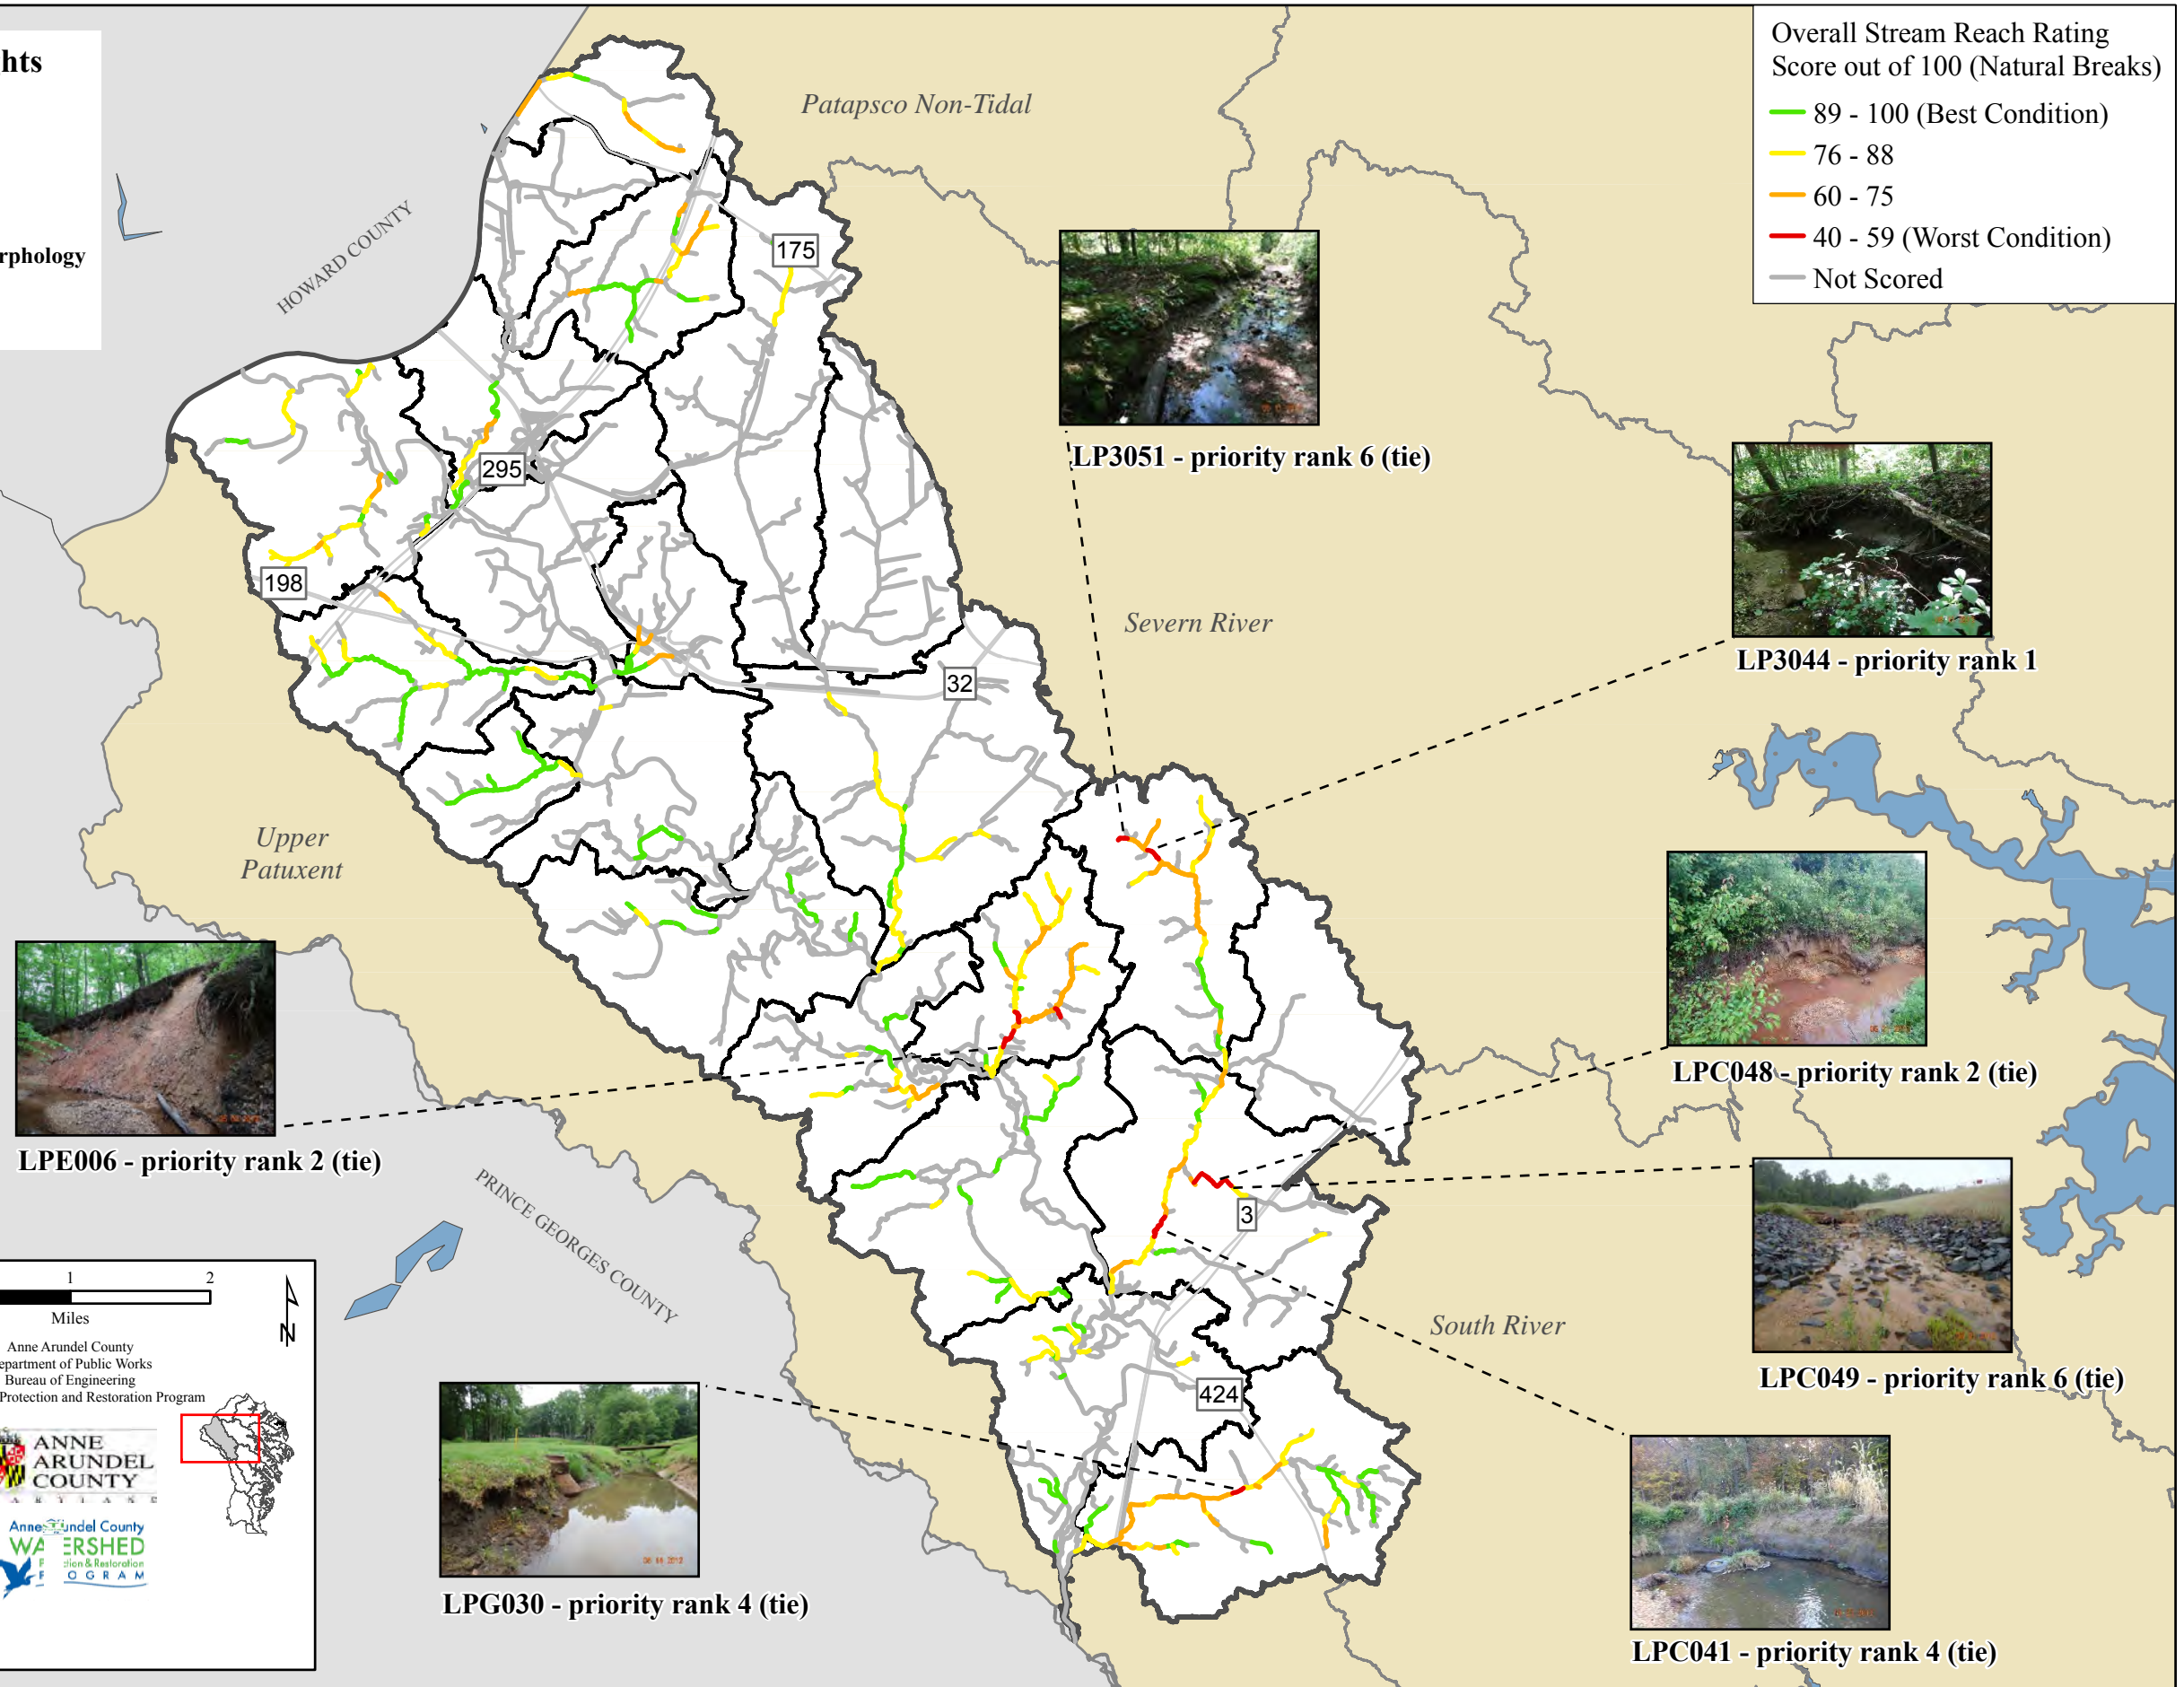 hts
rphology
Overall Stream Reach Rating
Score out of 100 (Natural Breaks)
89 - 100 (Best Condition)
76 - 88
60 - 75
40 - 59 (Worst Condition)
Not Scored
Patapsco Non-Tidal
HOWARD COUNTY
175
295
198
32
3
424
LP3051 - priority rank 6 (tie)
LP3044 - priority rank 1
Severn River
Upper
Patuxent
LPC048 - priority rank 2 (tie)
LPE006 - priority rank 2 (tie)
PRINCE GEORGES COUNTY
LPC049 - priority rank 6 (tie)
South River
LPG030 - priority rank 4 (tie)
LPC041 - priority rank 4 (tie)
1 2
Miles
N
Anne Arundel County
epartment of Public Works
Bureau of Engineering
Protection and Restoration Program
ANNE
ARUNDEL
COUNTY